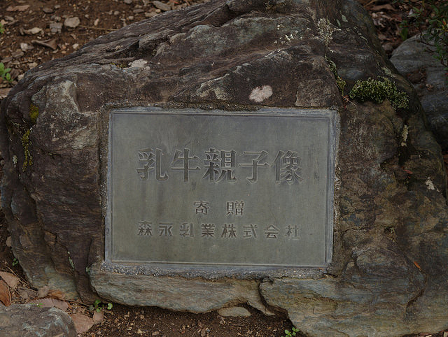 乳牛親子像
寄贈
森永乳業株式会社